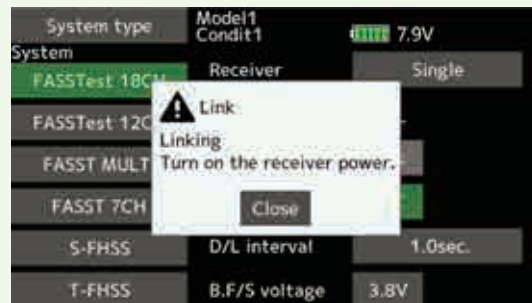 System type
Model1
Condit1
7.9V
System
FASSTest 18CH
Receiver
Single
Link
FASSTest 12C
Linking
Turn on the receiver power.
FASST MULT
FASST 7CH
Close
S-FHSS
D/L interval
1.0sec.
T-FHSS
B.F/S voltage
3.8V